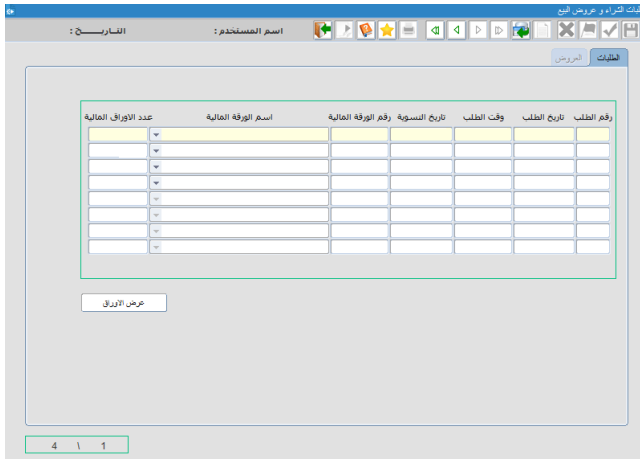 طلبات الشراء و عروض البيع
اسم المستخدم : التـاريـــــخ :
الطلبات العروض
رقم الطلب تاريخ الطلب وقت الطلب تاريخ التسوية رقم الورقة المالية اسم الورقة المالية عدد الاوراق المالية
عرض الاوراق
1 \ 4